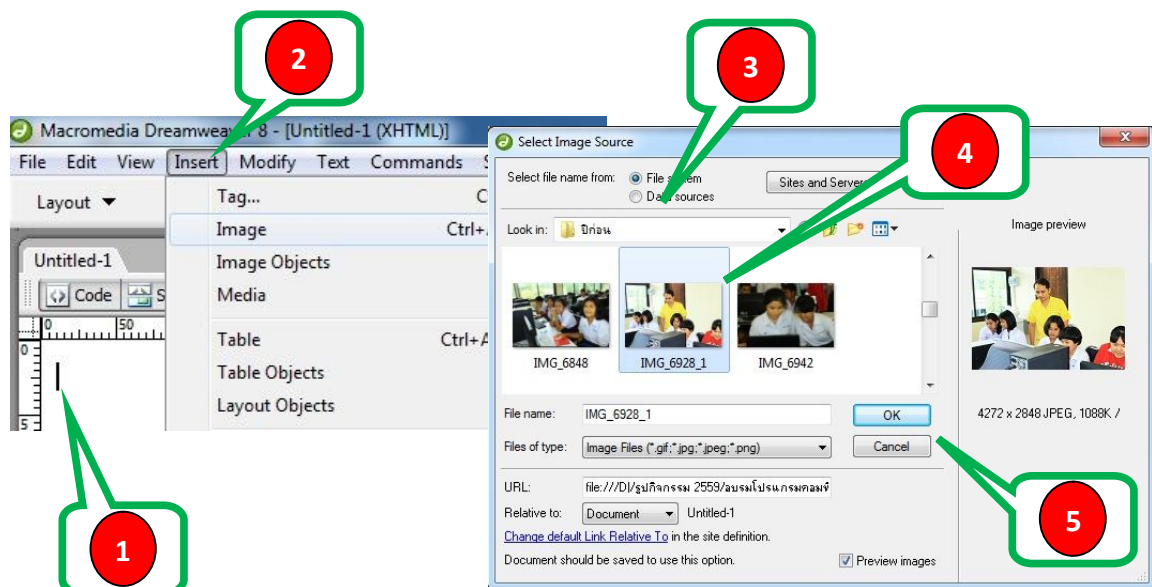 2
3
4
Macromedia Dreamweaver 8 - [Untitled-1 (XHTML)]
File Edit View Insert Modify Text Commands
Layout
Tag...
Image
Image Objects
Media
Table
Table Objects
Layout Objects
Untitled-1
Code
0 50
0
5
1
Select Image Source
Select file name from: File system
Data sources
Sites and Servers
Look in: ปีก่อน
Image preview
IMG_6848 IMG_6928_1 IMG_6942
File name: IMG_6928_1 OK
4272 x 2848 JPEG, 1088K /
Files of type: Image Files (*.gif;*.jpg;*.jpeg;*.png) Cancel
URL: file:///D|/รูปกิจกรรม 2559/อบรมโปรแกรมคอมพิ
Relative to: Document Untitled-1
Change default Link Relative To in the site definition.
Document should be saved to use this option.
Preview images
5